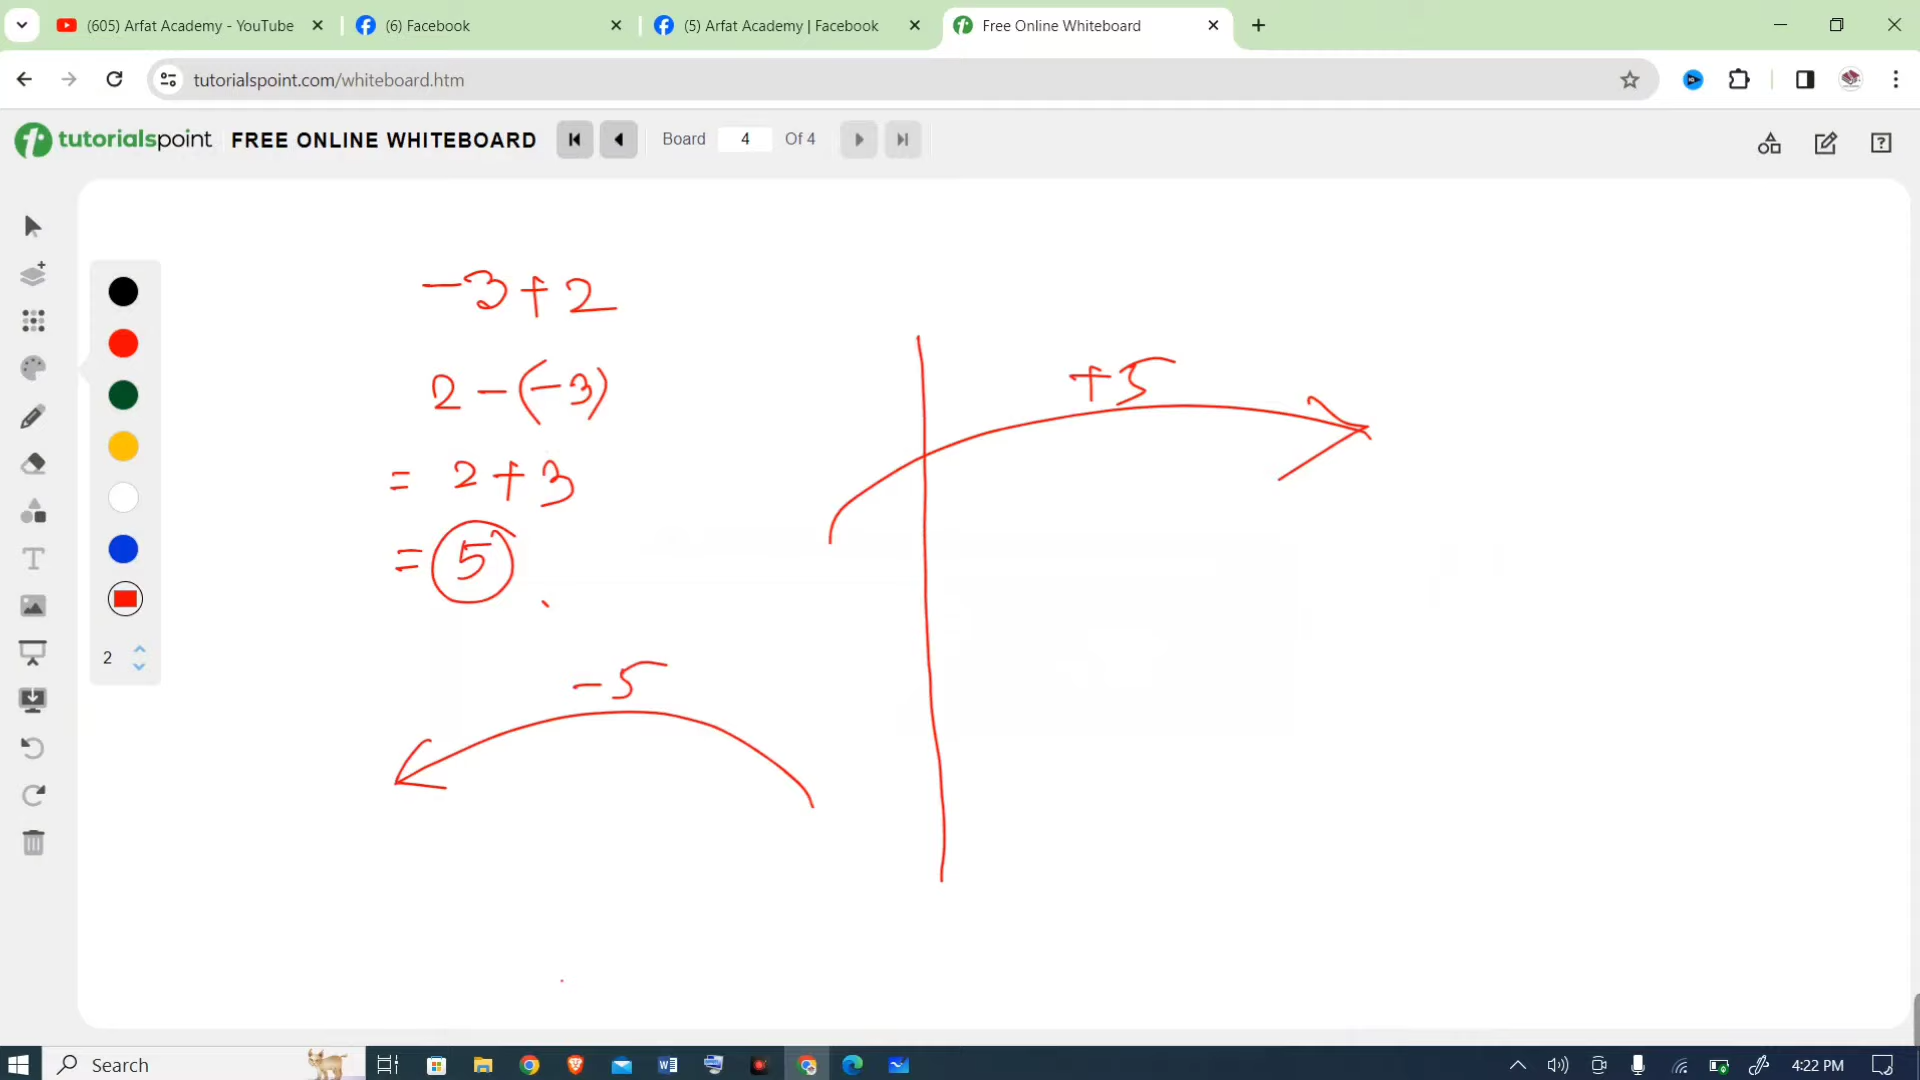 (605) Arfat Academy - YouTube
(6) Facebook
(5) Arfat Academy | Facebook
Free Online Whiteboard
tutorialspoint.com/whiteboard.htm
tutorialspoint FREE ONLINE WHITEBOARD Board 4 Of 4
-3+2
2-(-3)
= 2+3
= 5
+5
-5
2
Search
4:22 PM